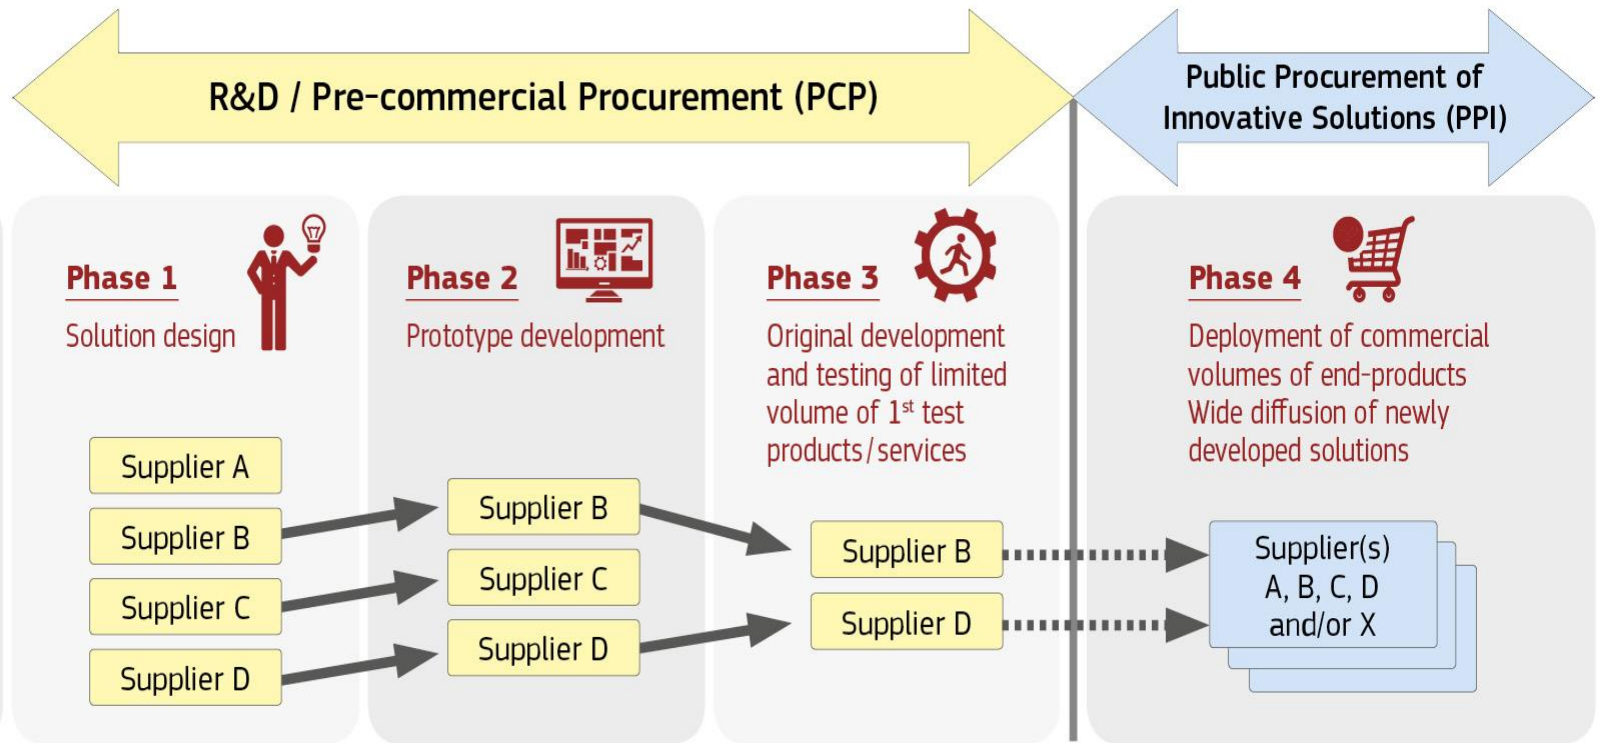 R&D / Pre-commercial Procurement (PCP)
Public Procurement of
Innovative Solutions (PPI)
Phase 1
Solution design
Supplier A
Supplier B
Supplier C
Supplier D
Phase 2
Prototype development
Supplier B
Supplier C
Supplier D
Phase 3
Original development
and testing of limited
volume of 1st test
products/services
Supplier B
Supplier D
Phase 4
Deployment of commercial
volumes of end-products
Wide diffusion of newly
developed solutions
Supplier(s)
A, B, C, D
and/or X